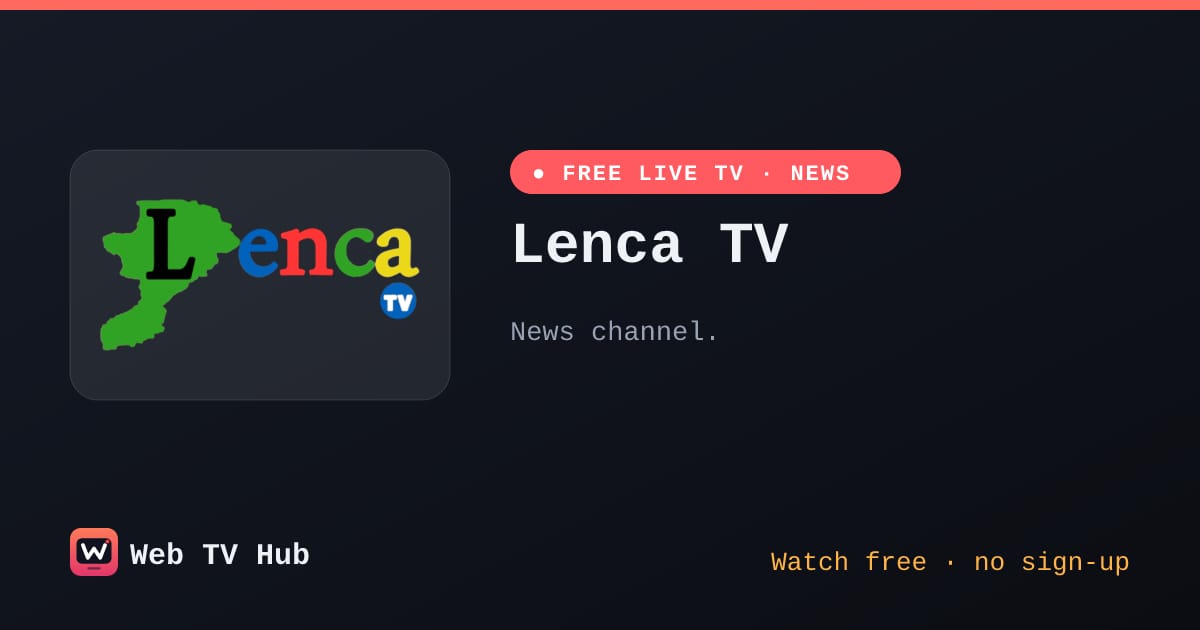 Lenca
TV
● FREE LIVE TV · NEWS
Lenca TV
News channel.
W
Web TV Hub
Watch free · no sign-up